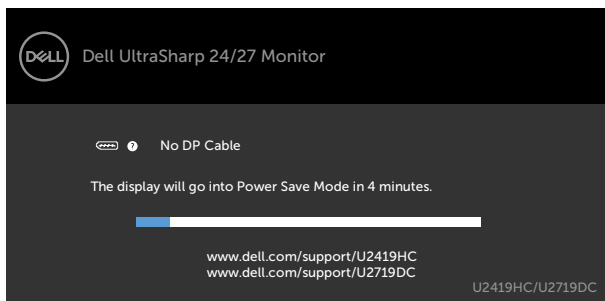 DELL
Dell UltraSharp 24/27 Monitor
? No DP Cable
The display will go into Power Save Mode in 4 minutes.
www.dell.com/support/U2419HC
www.dell.com/support/U2719DC
U2419HC/U2719DC